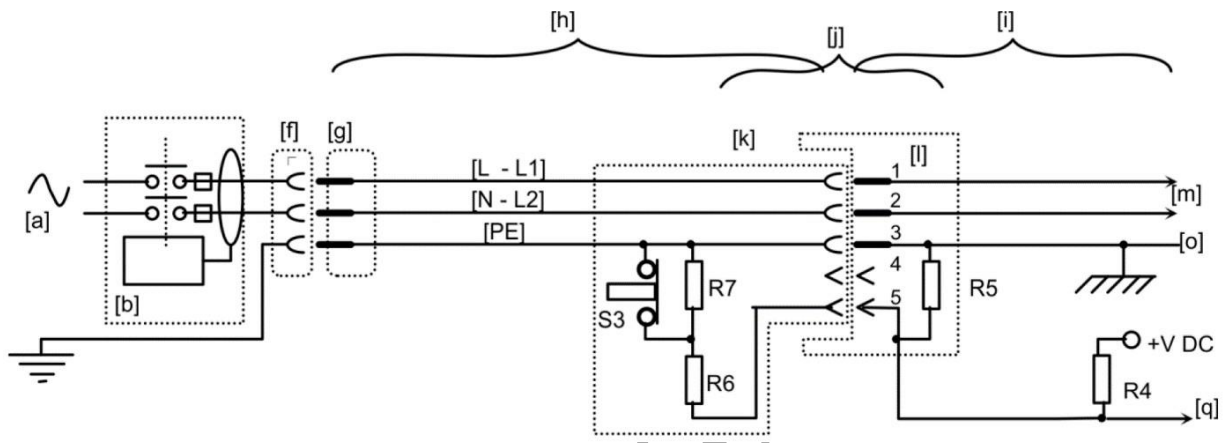 [h]
[i]
[j]
[f]
[g]
[k]
[l]
[L - L1]
1
[m]
[a]
[N - L2]
2
[PE]
3
[o]
4
[b]
R7
5
R5
S3
+V DC
R6
R4
[q]